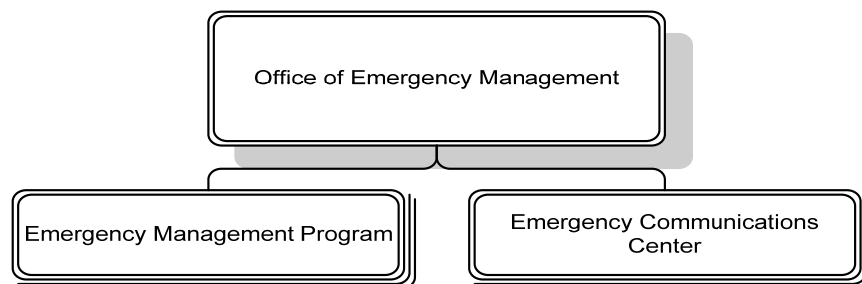 Office of Emergency Management
Emergency Management Program
Emergency Communications
Center